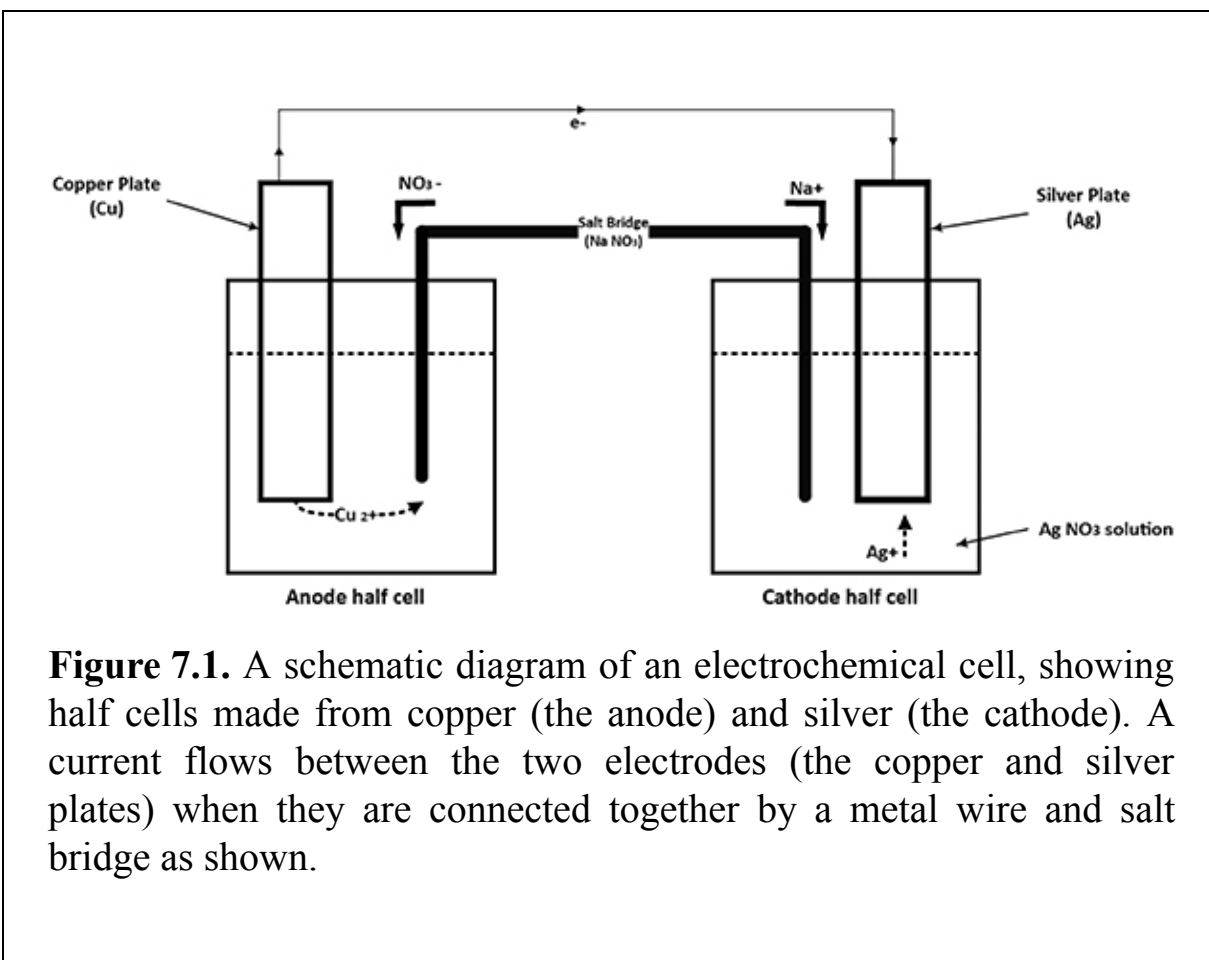 e-
Copper Plate
(Cu)
NO₃ -
Na+
Silver Plate
(Ag)
Salt Bridge
(Na NO₃)
Cu ₂+
Ag+
Ag NO₃ solution
Anode half cell
Cathode half cell
Figure 7.1. A schematic diagram of an electrochemical cell, showing
half cells made from copper (the anode) and silver (the cathode). A
current flows between the two electrodes (the copper and silver
plates) when they are connected together by a metal wire and salt
bridge as shown.